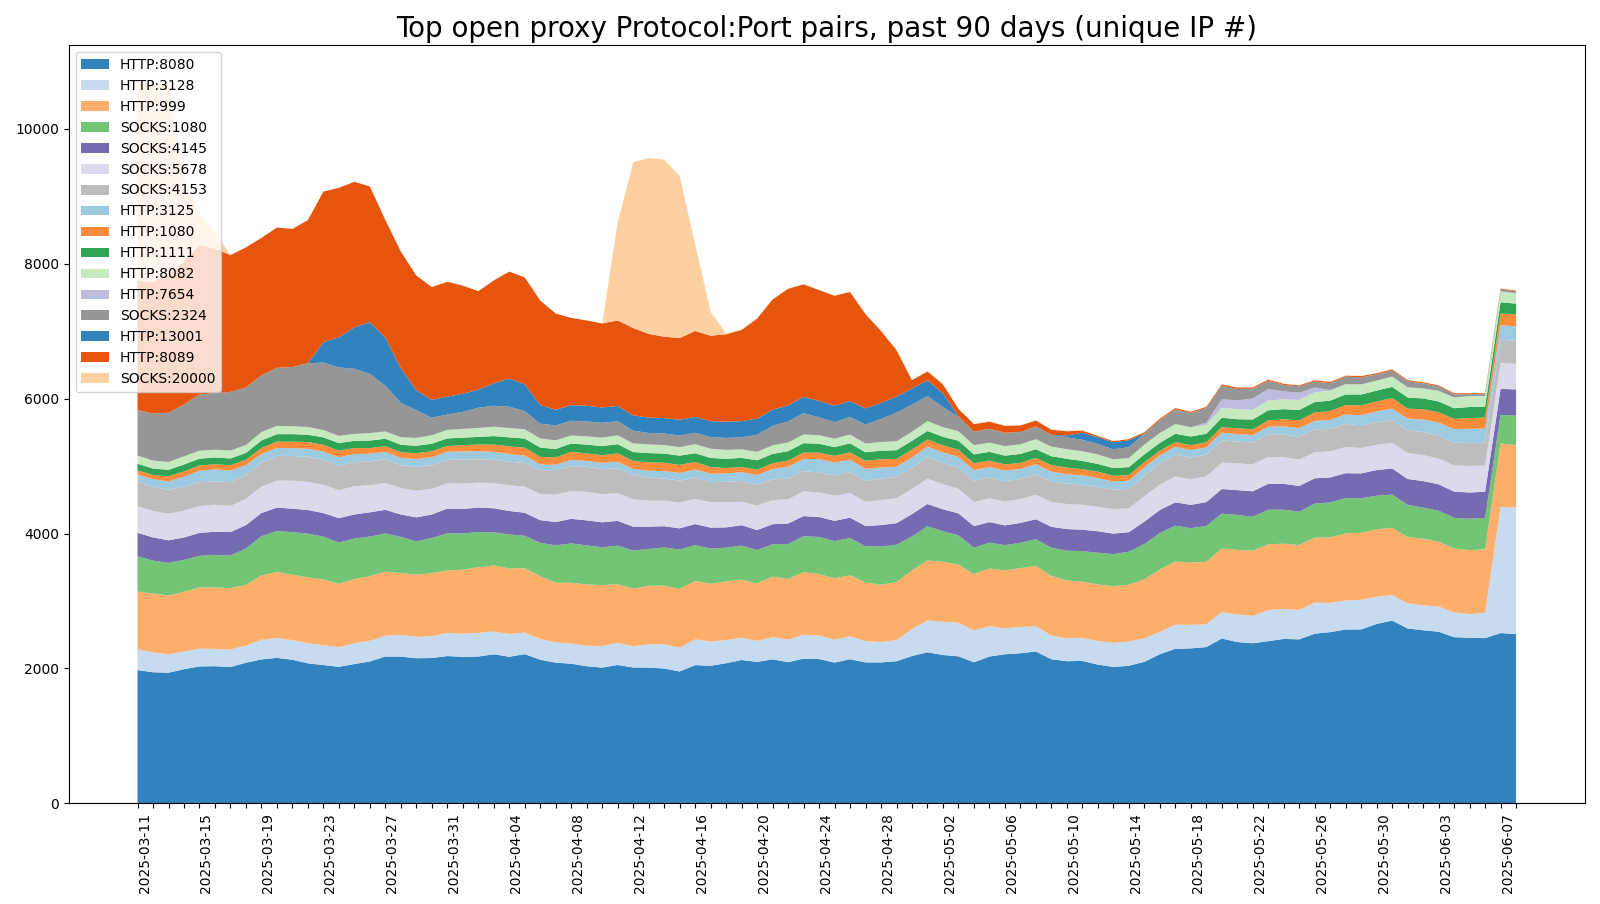 Top open proxy Protocol:Port pairs, past 90 days (unique IP #)
HTTP:8080
HTTP:3128
HTTP:999
SOCKS:1080
SOCKS:4145
SOCKS:5678
SOCKS:4153
HTTP:3125
HTTP:1080
HTTP:1111
HTTP:8082
HTTP:7654
SOCKS:2324
HTTP:13001
HTTP:8089
SOCKS:20000
10000
8000
6000
4000
2000
0
2025-03-11
2025-03-15
2025-03-19
2025-03-23
2025-03-27
2025-03-31
2025-04-04
2025-04-08
2025-04-12
2025-04-16
2025-04-20
2025-04-24
2025-04-28
2025-05-02
2025-05-06
2025-05-10
2025-05-14
2025-05-18
2025-05-22
2025-05-26
2025-05-30
2025-06-03
2025-06-07